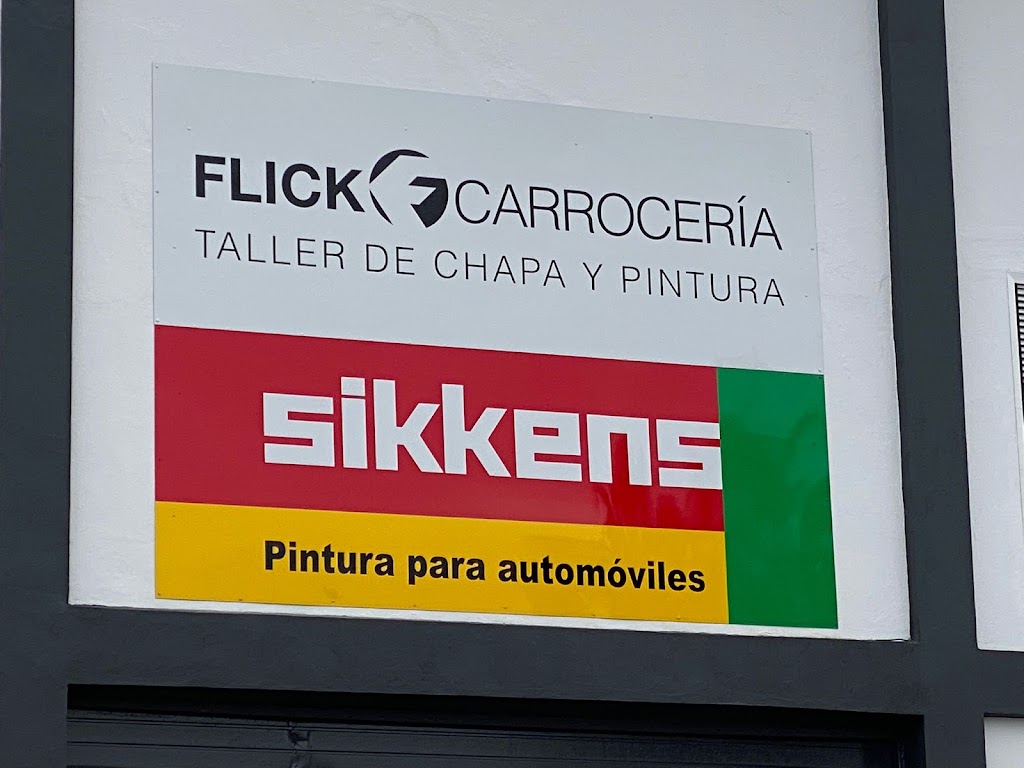 FLICK CARROCERÍA
TALLER DE CHAPA Y PINTURA
sikkens
Pintura para automóviles